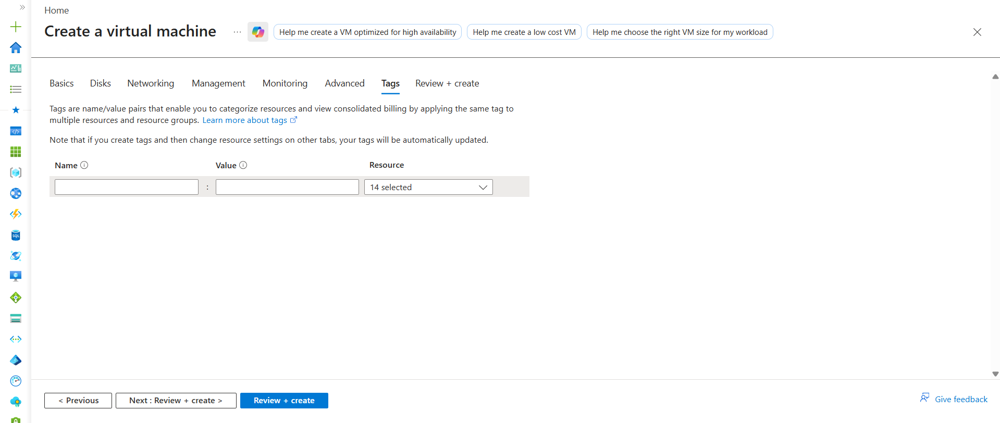 Home
Create a virtual machine
Help me create a VM optimized for high availability
Help me create a low cost VM
Help me choose the right VM size for my workload
Basics Disks Networking Management Monitoring Advanced Tags Review + create
Tags are name/value pairs that enable you to categorize resources and view consolidated billing by applying the same tag to
multiple resources and resource groups. Learn more about tags
Note that if you create tags and then change resource settings on other tabs, your tags will be automatically updated.
Name Value Resource
: 14 selected
SQL
< Previous Next : Review + create > Review + create
Give feedback